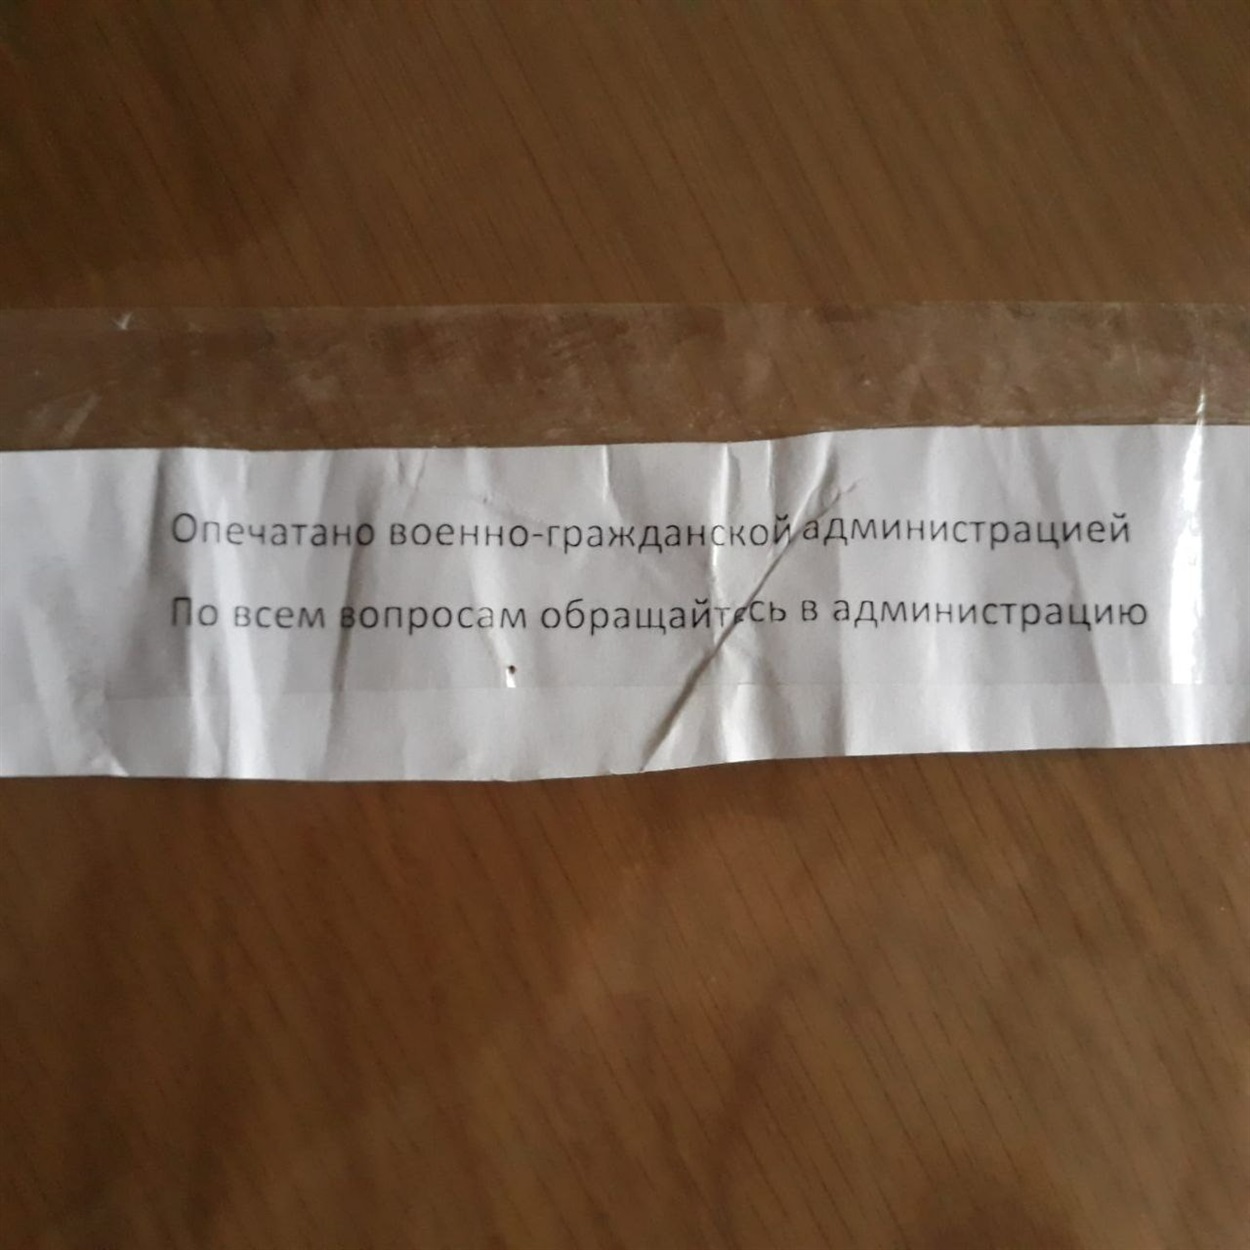 Опечатано военно-гражданской администрацией
По всем вопросам обращайтесь в администрацию